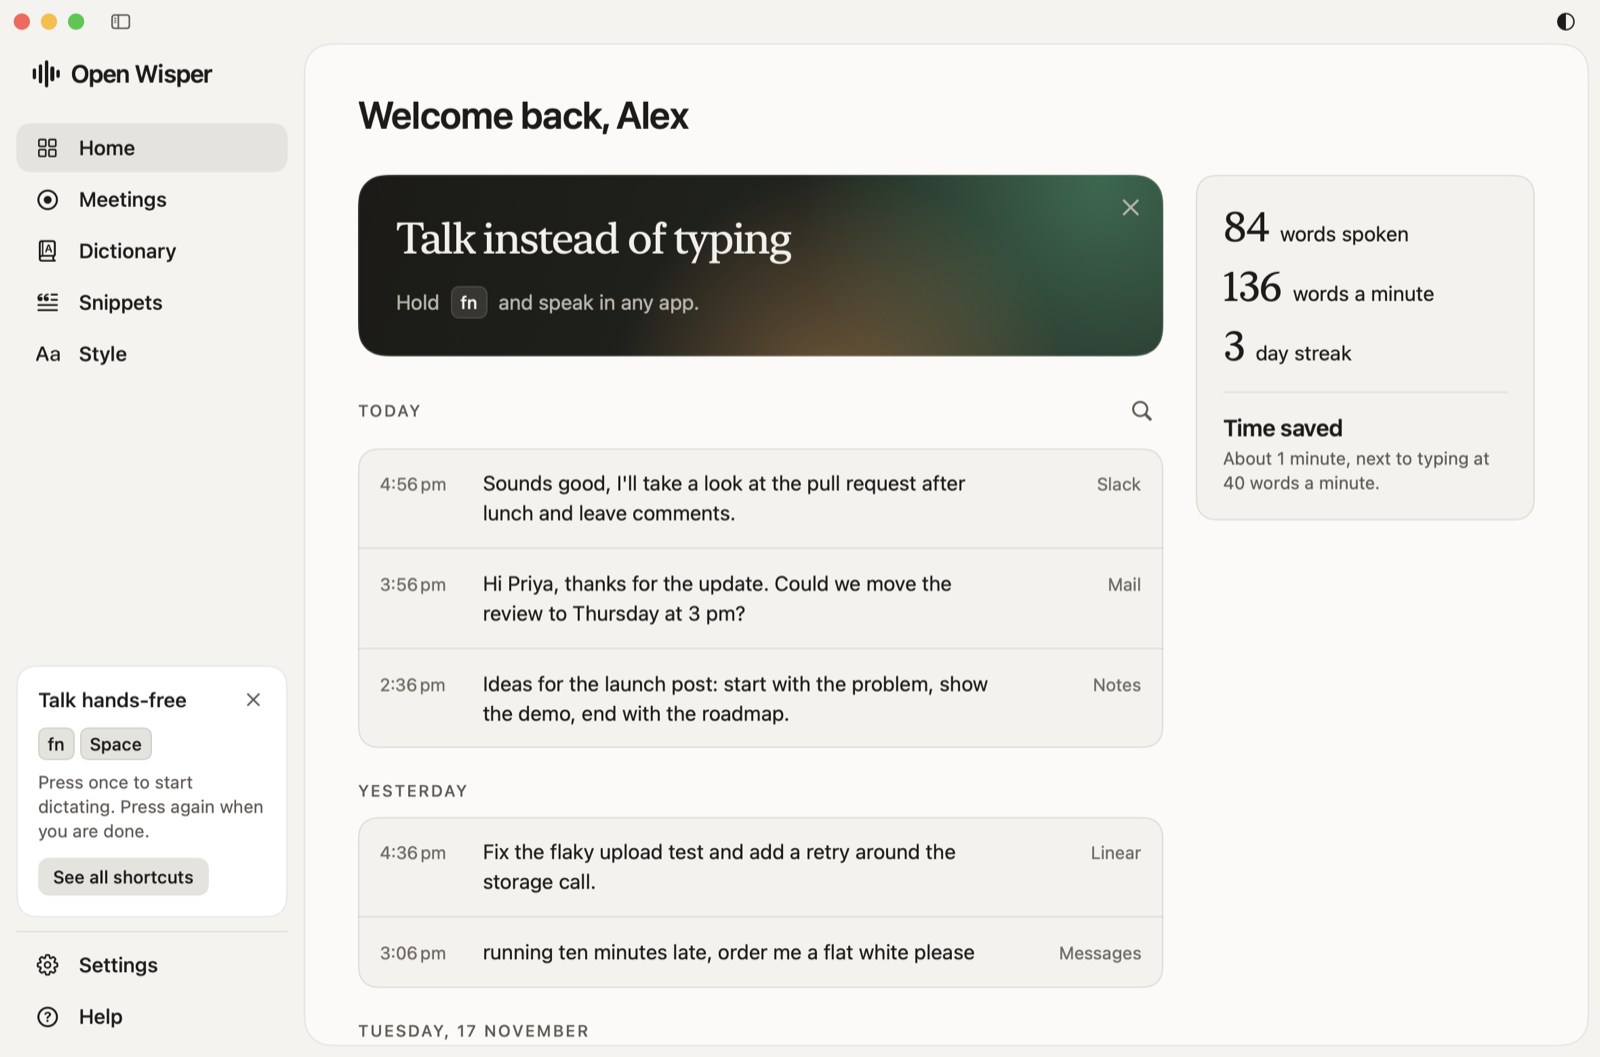 Open Wisper
Home
Meetings
Dictionary
Snippets
Aa Style
Talk hands-free
fn Space
Press once to start
dictating. Press again when
you are done.
See all shortcuts
Settings
Help
Welcome back, Alex
Talk instead of typing
Hold fn and speak in any app.
TODAY
4:56 pm Sounds good, I'll take a look at the pull request after Slack
lunch and leave comments.
3:56 pm Hi Priya, thanks for the update. Could we move the Mail
review to Thursday at 3 pm?
2:36 pm Ideas for the launch post: start with the problem, show Notes
the demo, end with the roadmap.
YESTERDAY
4:36 pm Fix the flaky upload test and add a retry around the Linear
storage call.
3:06 pm running ten minutes late, order me a flat white please Messages
TUESDAY, 17 NOVEMBER
84 words spoken
136 words a minute
3 day streak
Time saved
About 1 minute, next to typing at
40 words a minute.